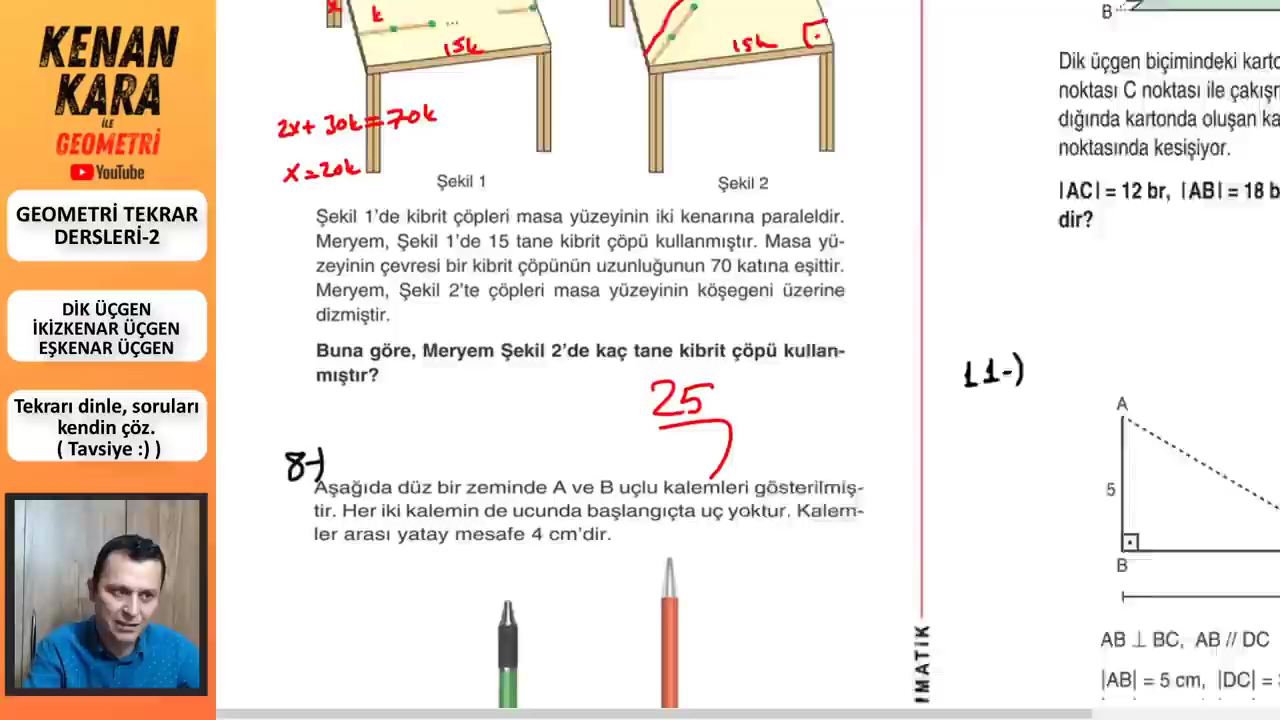 KENAN
KARA
İLE
GEOMETRİ
YouTube
GEOMETRİ TEKRAR
DERSLERİ-2
DİK ÜÇGEN
İKİZKENAR ÜÇGEN
EŞKENAR ÜÇGEN
Tekrarı dinle, soruları
kendin çöz.
( Tavsiye :) )
x
k
...
15k
15k
2x + 30k = 70k
x = 20k
Şekil 1
Şekil 2
Şekil 1'de kibrit çöpleri masa yüzeyinin iki kenarına paraleldir.
Meryem, Şekil 1'de 15 tane kibrit çöpü kullanmıştır. Masa yü-
zeyinin çevresi bir kibrit çöpünün uzunluğunun 70 katına eşittir.
Meryem, Şekil 2'te çöpleri masa yüzeyinin köşegeni üzerine
dizmiştir.
Buna göre, Meryem Şekil 2'de kaç tane kibrit çöpü kullan-
mıştır?
25
8-)
Aşağıda düz bir zeminde A ve B uçlu kalemleri gösterilmiş-
tir. Her iki kalemin de ucunda başlangıçta uç yoktur. Kalem-
ler arası yatay mesafe 4 cm'dir.
IMATİK
B
Dik üçgen biçimindeki karto
noktası C noktası ile çakışı
dığında kartonda oluşan ka
noktasında kesişiyor.
|AC| = 12 br, |AB| = 18 b
dir?
11-)
A
5
B
AB ⊥ BC, AB // DC
|AB| = 5 cm, |DC| =